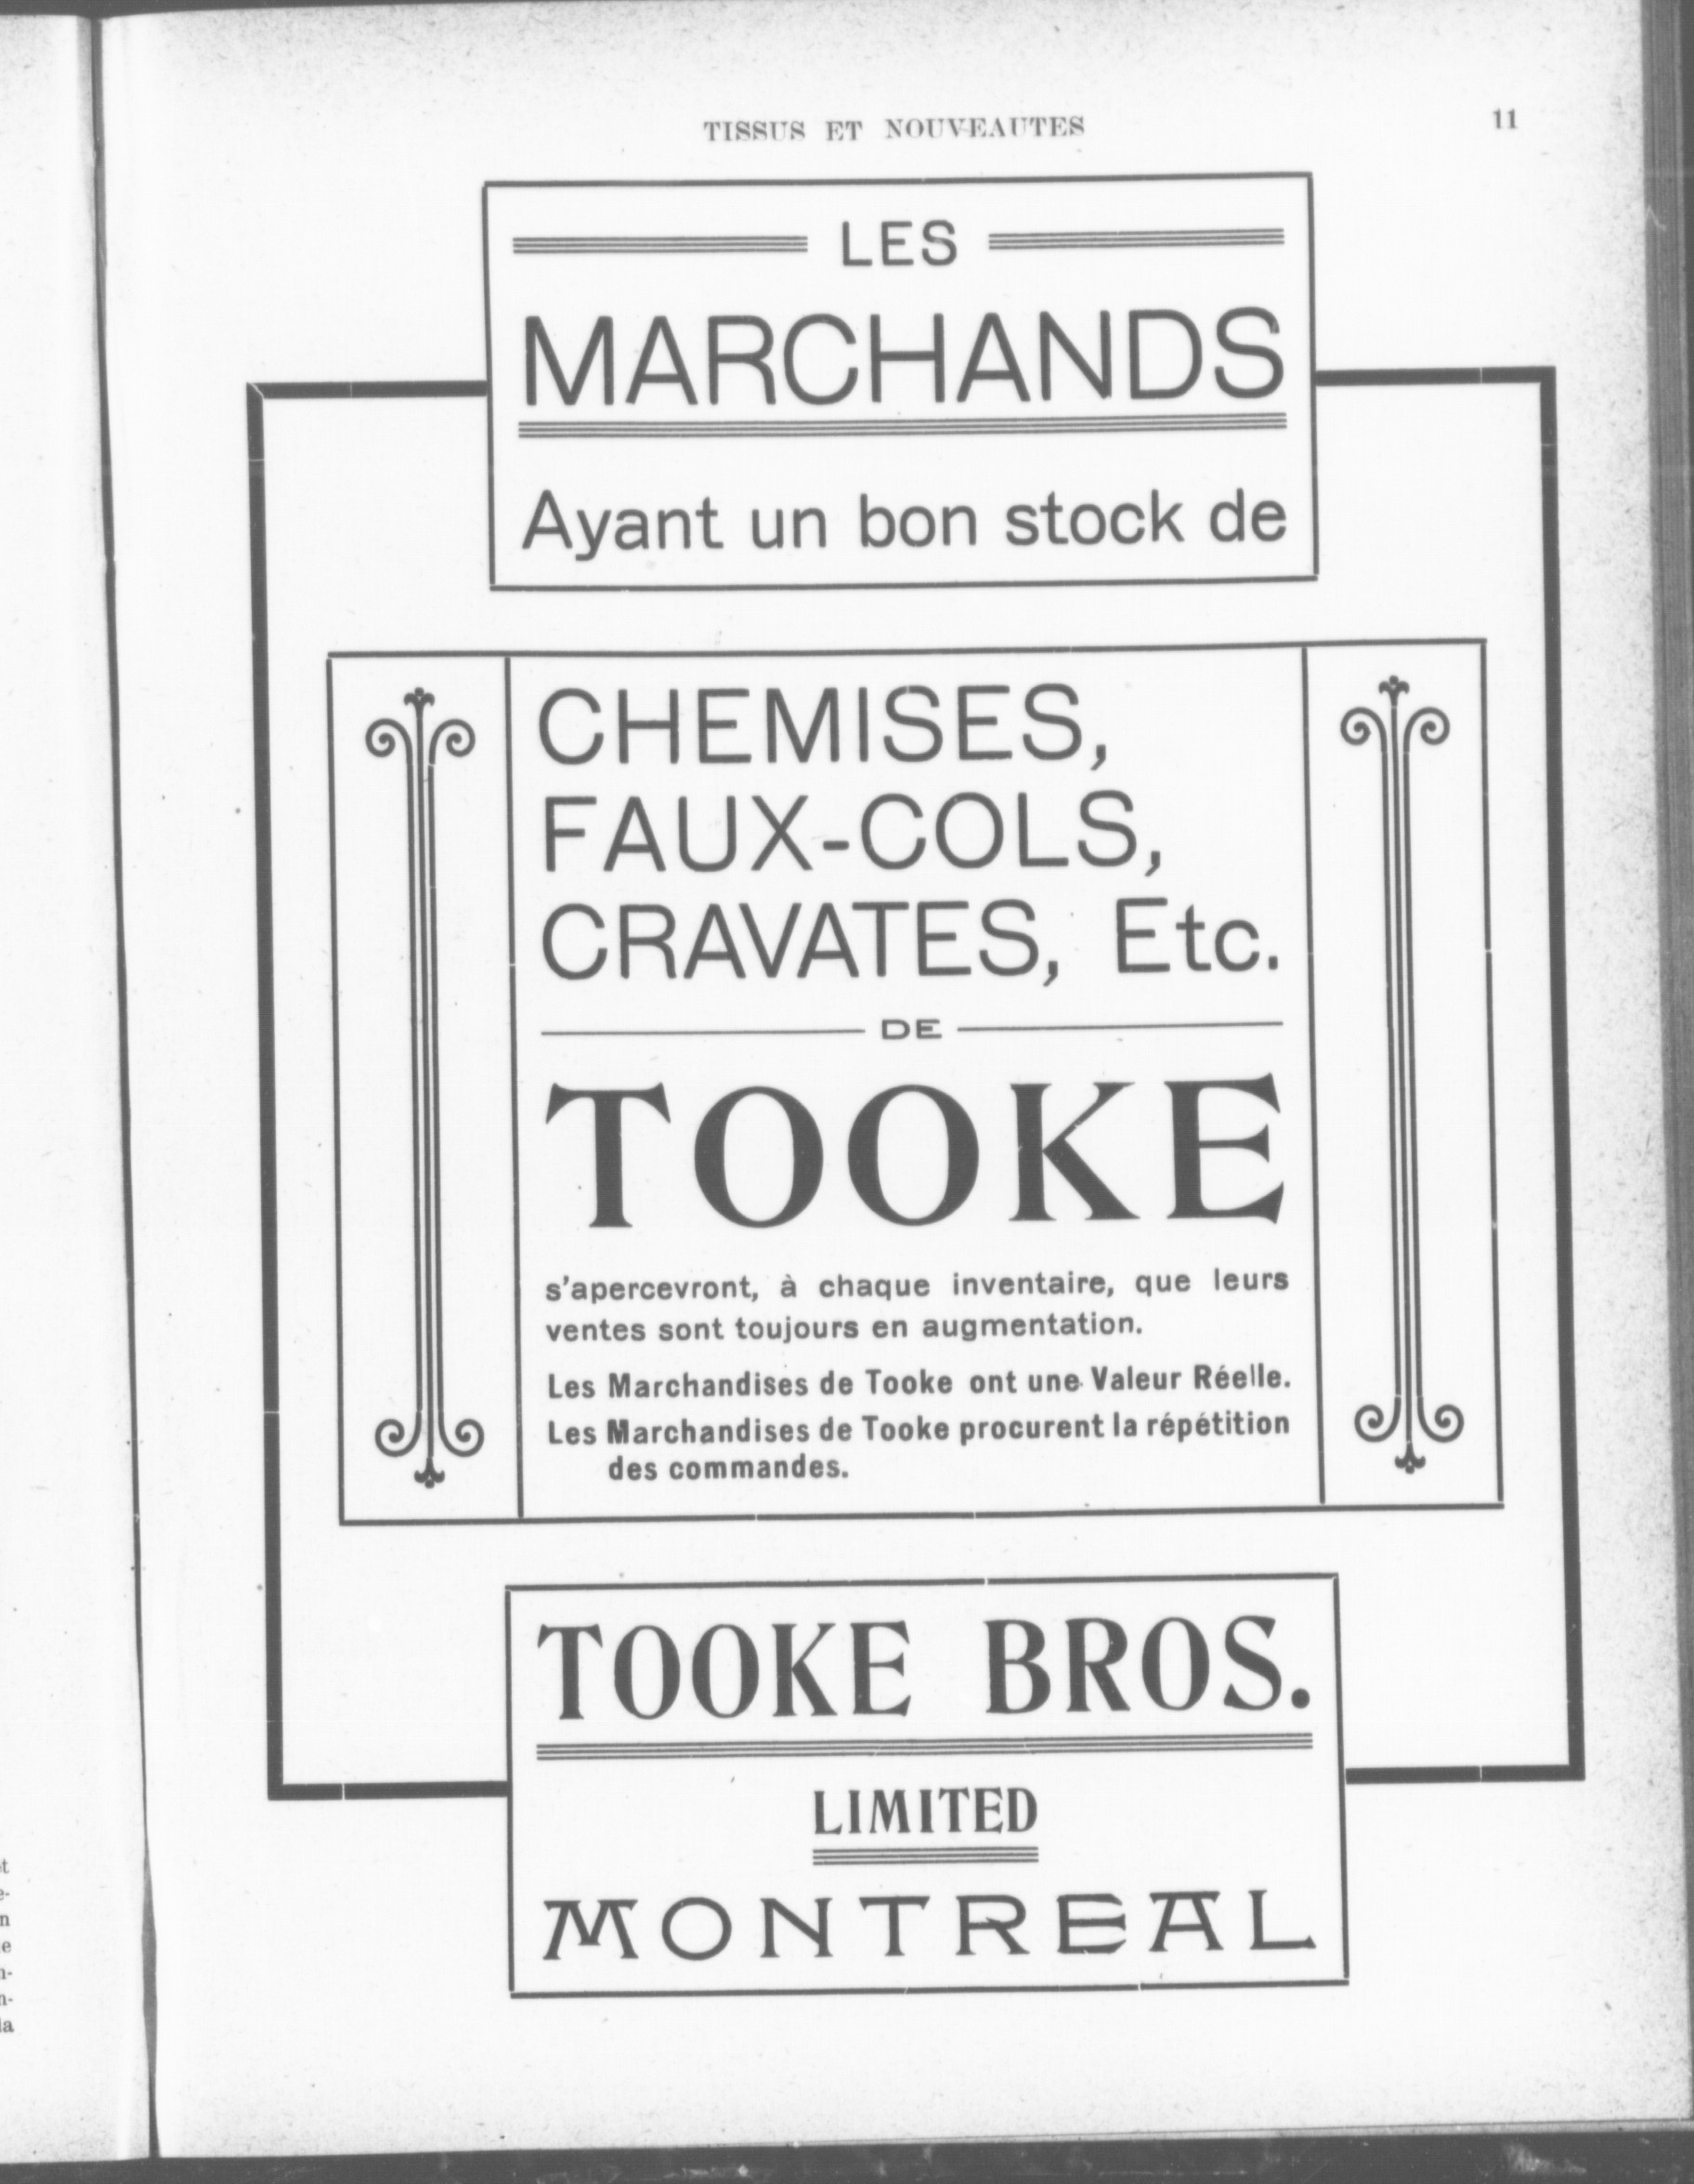 TISSUS ET NOUVEAUTES
11
LES
MARCHANDS
Ayant un bon stock de
CHEMISES,
FAUX-COLS,
CRAVATES, Etc.
DE
TOOKE
s'apercevront, à chaque inventaire, que leurs
ventes sont toujours en augmentation.
Les Marchandises de Tooke ont une Valeur Réelle.
Les Marchandises de Tooke procurent la répétition
des commandes.
TOOKE BROS.
LIMITED
MONTREAL